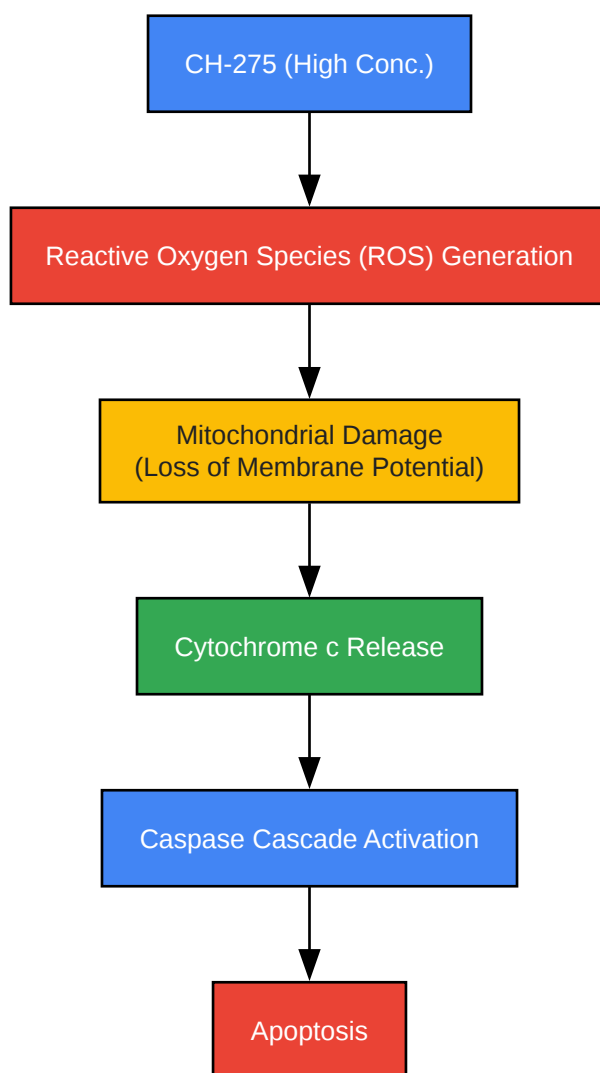 CH-275 (High Conc.)
Reactive Oxygen Species (ROS) Generation
Mitochondrial Damage
(Loss of Membrane Potential)
Cytochrome c Release
Caspase Cascade Activation
Apoptosis